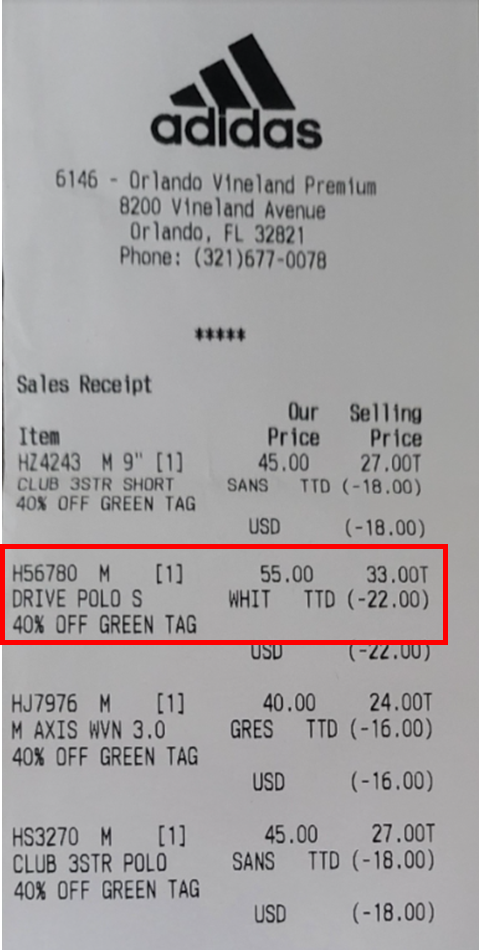 adidas
6146 - Orlando Vineland Premium
8200 Vineland Avenue
Orlando, FL 32821
Phone: (321)677-0078
*****
Sales Receipt
Our Selling
Item Price Price
HZ4243 M 9" [1] 45.00 27.00T
CLUB 3STR SHORT SANS TTD (-18.00)
40% OFF GREEN TAG
USD (-18.00)
H56780 M [1] 55.00 33.00T
DRIVE POLO S WHIT TTD (-22.00)
40% OFF GREEN TAG
USD (-22.00)
HJ7976 M [1] 40.00 24.00T
M AXIS WVN 3.0 GRES TTD (-16.00)
40% OFF GREEN TAG
USD (-16.00)
HS3270 M [1] 45.00 27.00T
CLUB 3STR POLO SANS TTD (-18.00)
40% OFF GREEN TAG
USD (-18.00)